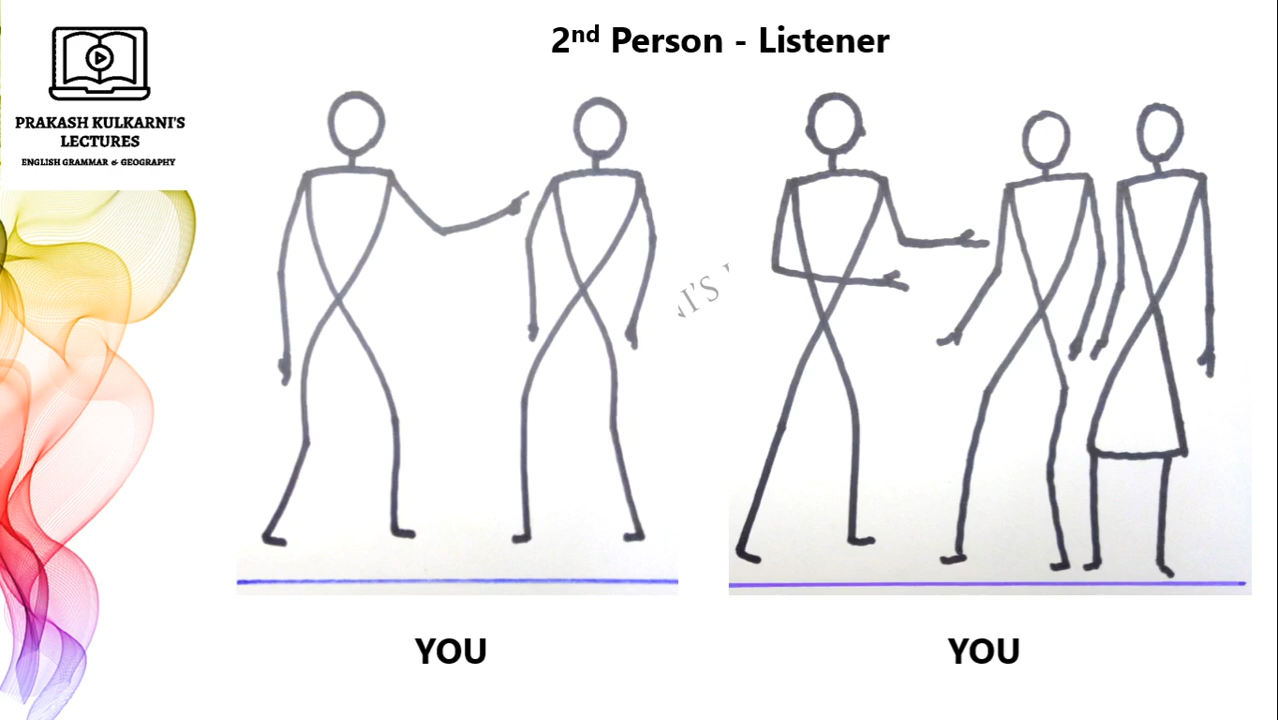 2nd Person - Listener
PRAKASH KULKARNI'S
LECTURES
ENGLISH GRAMMAR & GEOGRAPHY
I'S
YOU
YOU